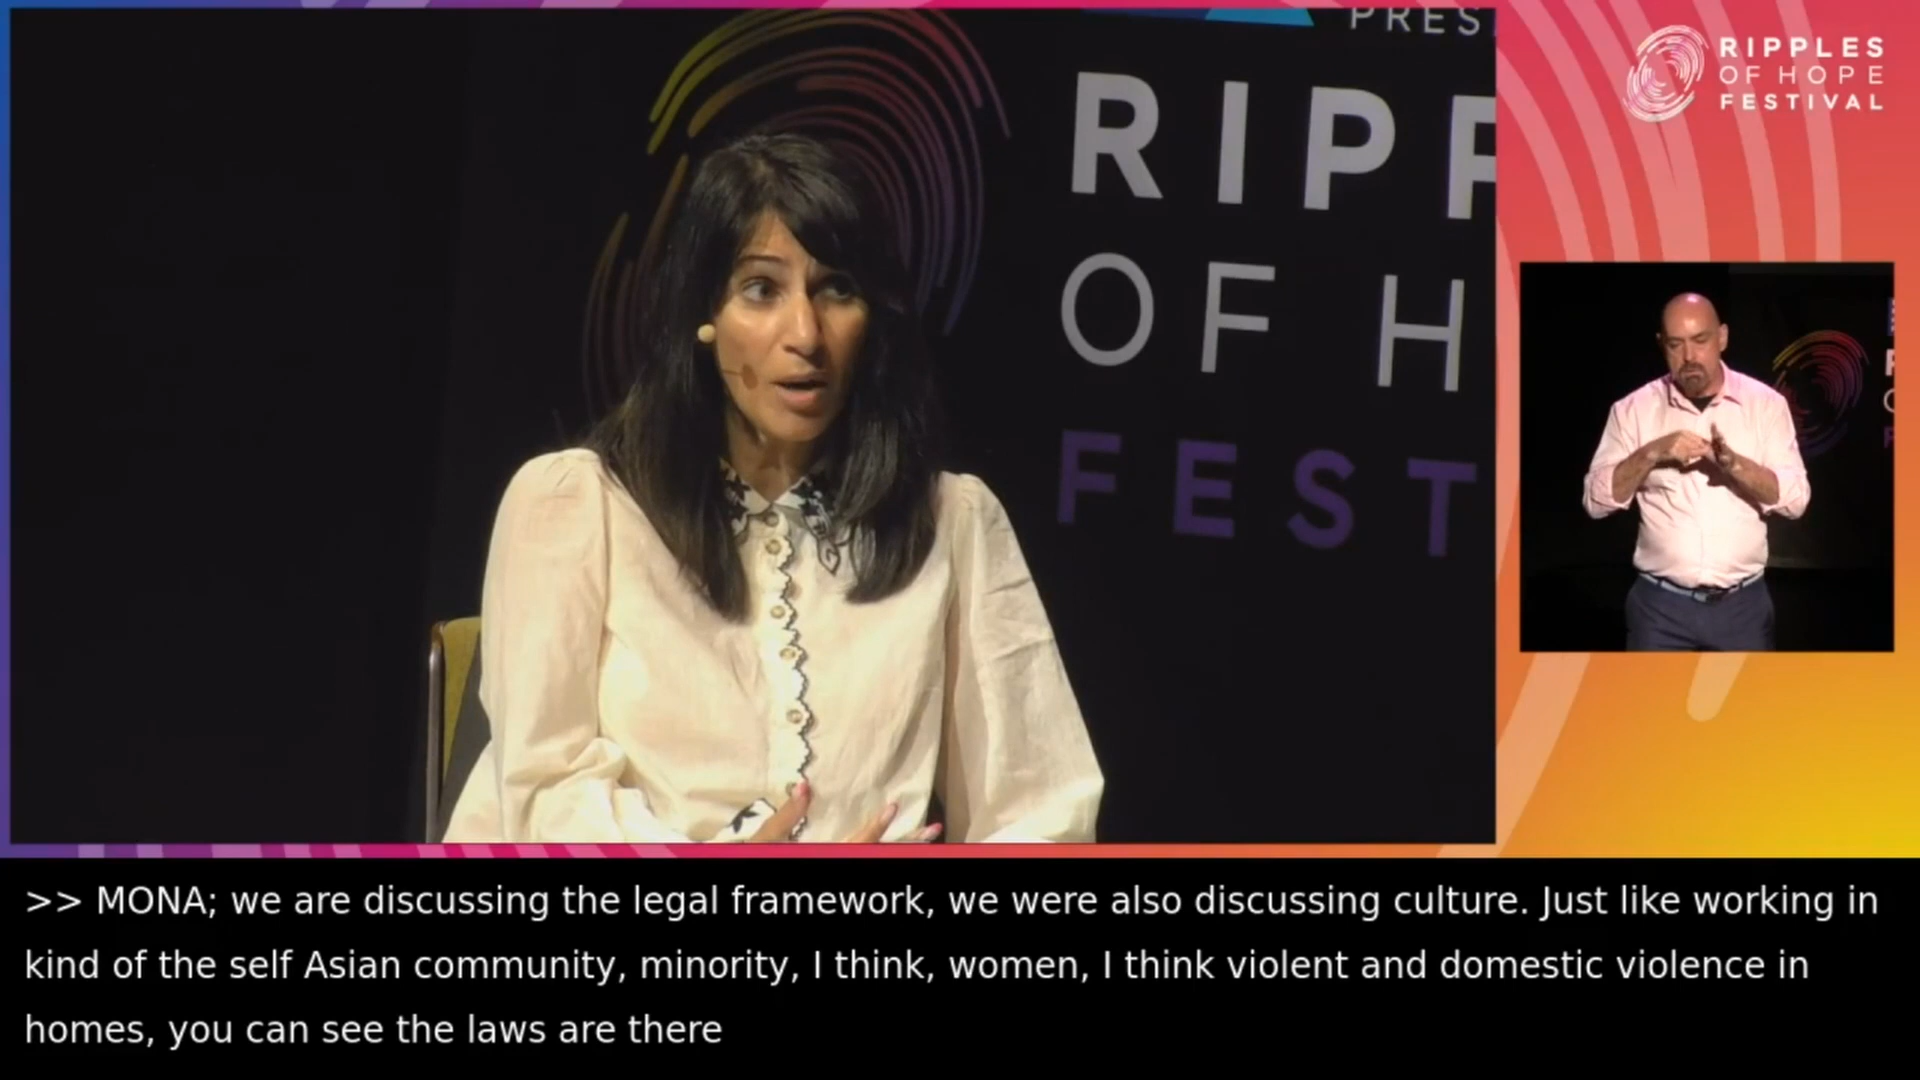 PRES
RIPP
OF H
FEST
RIPPLES
OF HOPE
FESTIVAL
>> MONA; we are discussing the legal framework, we were also discussing culture. Just like working in
kind of the self Asian community, minority, I think, women, I think violent and domestic violence in
homes, you can see the laws are there